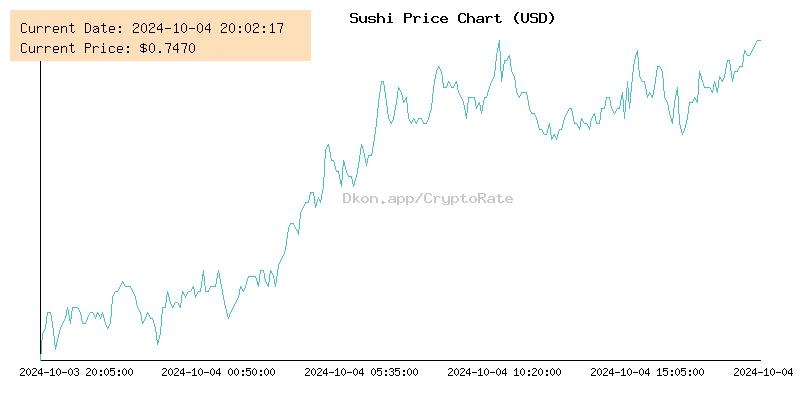 Sushi Price Chart (USD)
Current Date: 2024-10-04 20:02:17
Current Price: $0.7470
Dkon.app/CryptoRate
2024-10-03 20:05:00 2024-10-04 00:50:00 2024-10-04 05:35:00 2024-10-04 10:20:00 2024-10-04 15:05:00 2024-10-04